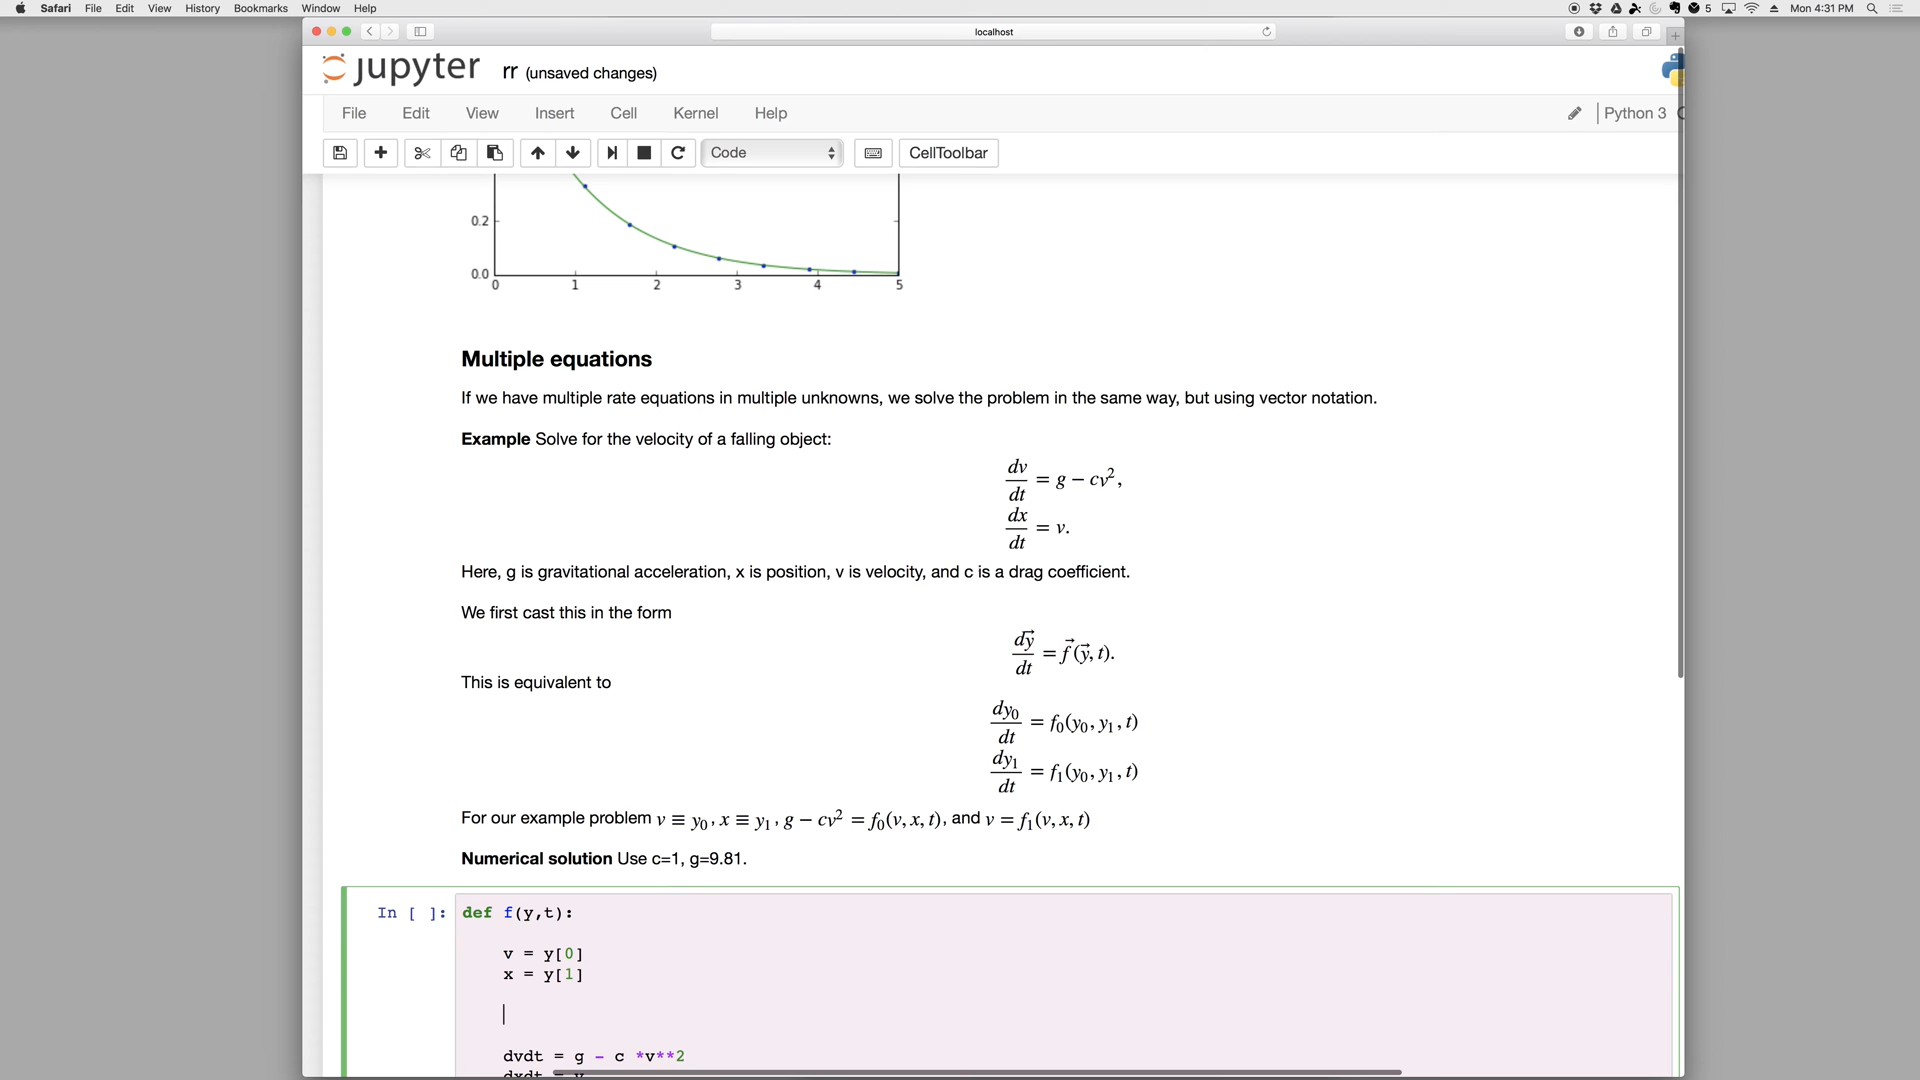 Safari File Edit View History Bookmarks Window Help 5 Mon 4:31 PM
localhost
jupyter rr (unsaved changes)
File Edit View Insert Cell Kernel Help Python 3
Code CellToolbar
0.2
0.0
0 1 2 3 4 5
Multiple equations
If we have multiple rate equations in multiple unknowns, we solve the problem in the same way, but using vector notation.
Example Solve for the velocity of a falling object:
dv/dt = g − cv²,
dx/dt = v.
Here, g is gravitational acceleration, x is position, v is velocity, and c is a drag coefficient.
We first cast this in the form
dy⃗/dt = f⃗(y⃗, t).
This is equivalent to
dy₀/dt = f₀(y₀, y₁, t)
dy₁/dt = f₁(y₀, y₁, t)
For our example problem v ≡ y₀, x ≡ y₁, g − cv² = f₀(v, x, t), and v = f₁(v, x, t)
Numerical solution Use c=1, g=9.81.
In [ ]: def f(y,t):
v = y[0]
x = y[1]
dvdt = g - c *v**2
dxdt = v